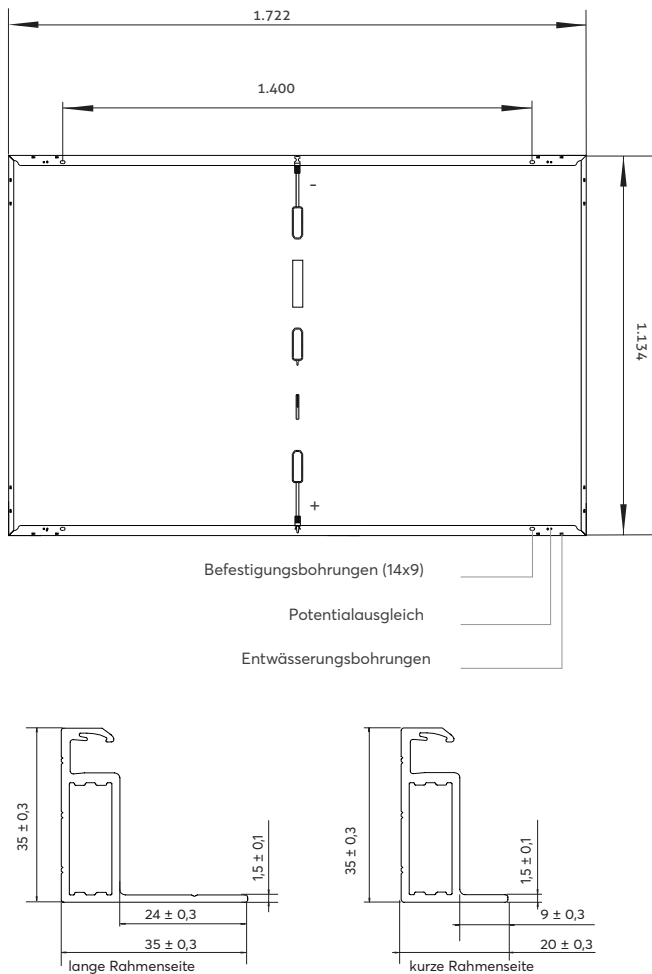 1.722
1.400
-
1.134
+
Befestigungsbohrungen (14x9)
Potentialausgleich
Entwässerungsbohrungen
35 ± 0,3
1,5 ± 0,1
24 ± 0,3
35 ± 0,3
lange Rahmenseite
35 ± 0,3
1,5 ± 0,1
9 ± 0,3
20 ± 0,3
kurze Rahmenseite